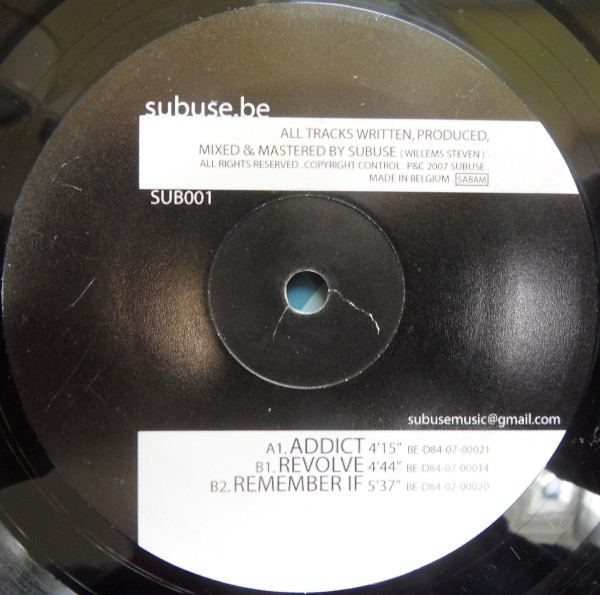 subuse.be
ALL TRACKS WRITTEN, PRODUCED,
MIXED & MASTERED BY SUBUSE ( WILLEMS STEVEN ) .
ALL RIGHTS RESERVED . COPYRIGHT CONTROL P&C 2007 SUBUSE
MADE IN BELGIUM SABAM
SUB001
subusemusic@gmail.com
A1. ADDICT 4'15" BE-D84-07-00021
B1. REVOLVE 4'44" BE-D84-07-00014
B2. REMEMBER IF 5'37" BE-D84-07-00020